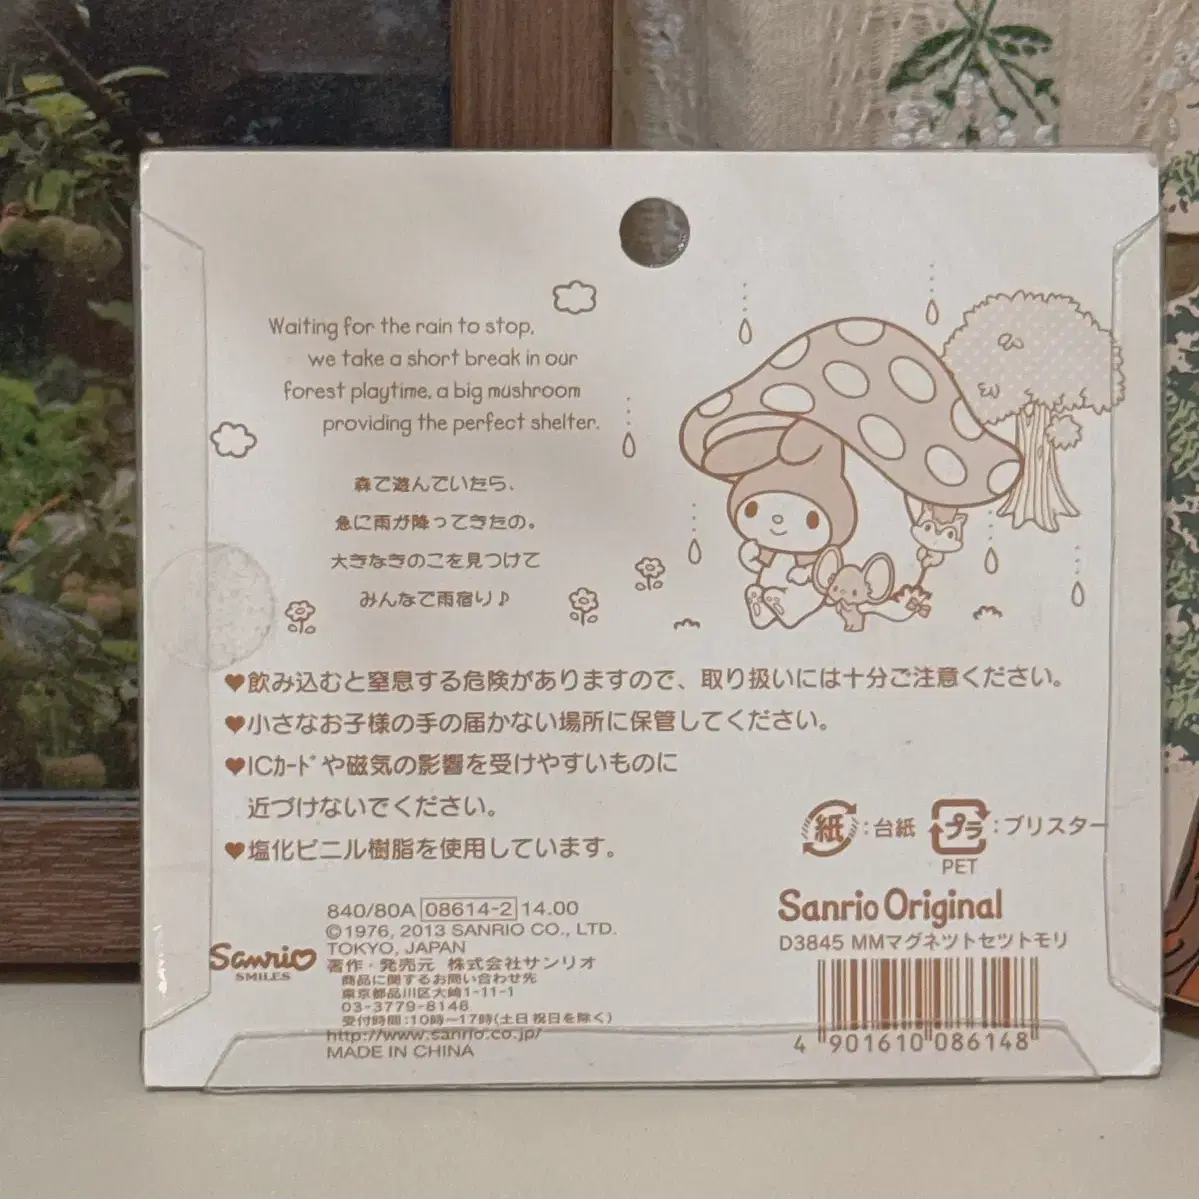 Waiting for the rain to stop,
we take a short break in our
forest playtime, a big mushroom
providing the perfect shelter.
森で遊んでいたら、
急に雨が降ってきたの。
大きなきのこを見つけて
みんなで雨宿り♪
♥飲み込むと窒息する危険がありますので、取り扱いには十分ご注意ください。
♥小さなお子様の手の届かない場所に保管してください。
♥ICカードや磁気の影響を受けやすいものに
近づけないでください。
♥塩化ビニル樹脂を使用しています。
紙:台紙 プラ:ブリスター
PET
Sanrio Original
D3845 MMマグネットセットモリ
4 901610 086148
840/80A 08614-2 14.00
©1976, 2013 SANRIO CO., LTD.
TOKYO, JAPAN
著作・発売元 株式会社サンリオ
商品に関するお問い合わせ先
東京都品川区大崎1-11-1
03-3779-8148
受付時間:10時〜17時(土日祝日を除く)
http://www.sanrio.co.jp/
MADE IN CHINA
Sanrio
SMILES